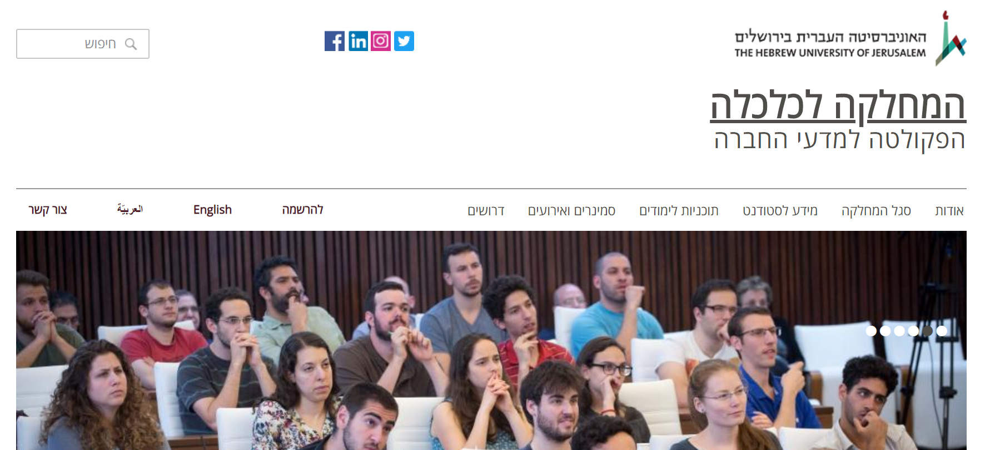 האוניברסיטה העברית בירושלים
THE HEBREW UNIVERSITY OF JERUSALEM
חיפוש
המחלקה לכלכלה
הפקולטה למדעי החברה
אודות
סגל המחלקה
מידע לסטודנט
תוכניות לימודים
סמינרים ואירועים
דרושים
להרשמה
English
العربيّة
צור קשר